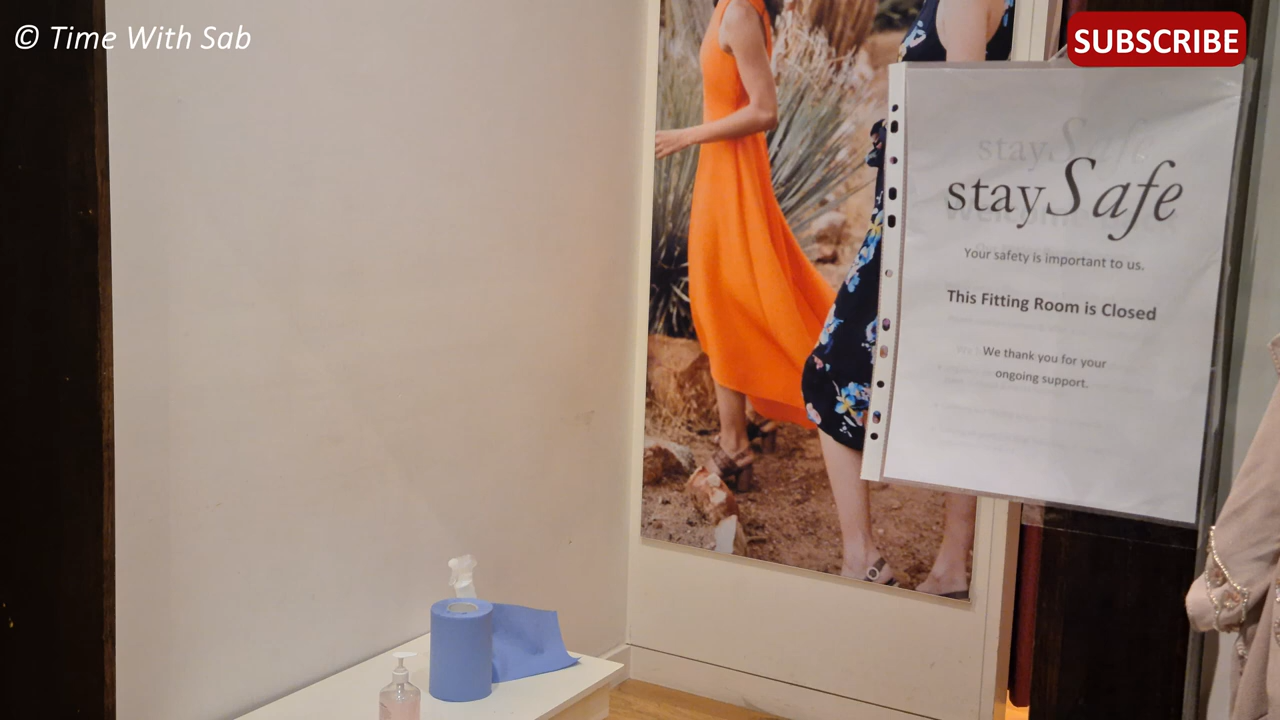 © Time With Sab
SUBSCRIBE
staySafe
Your safety is important to us.
This Fitting Room is Closed
We thank you for your
ongoing support.